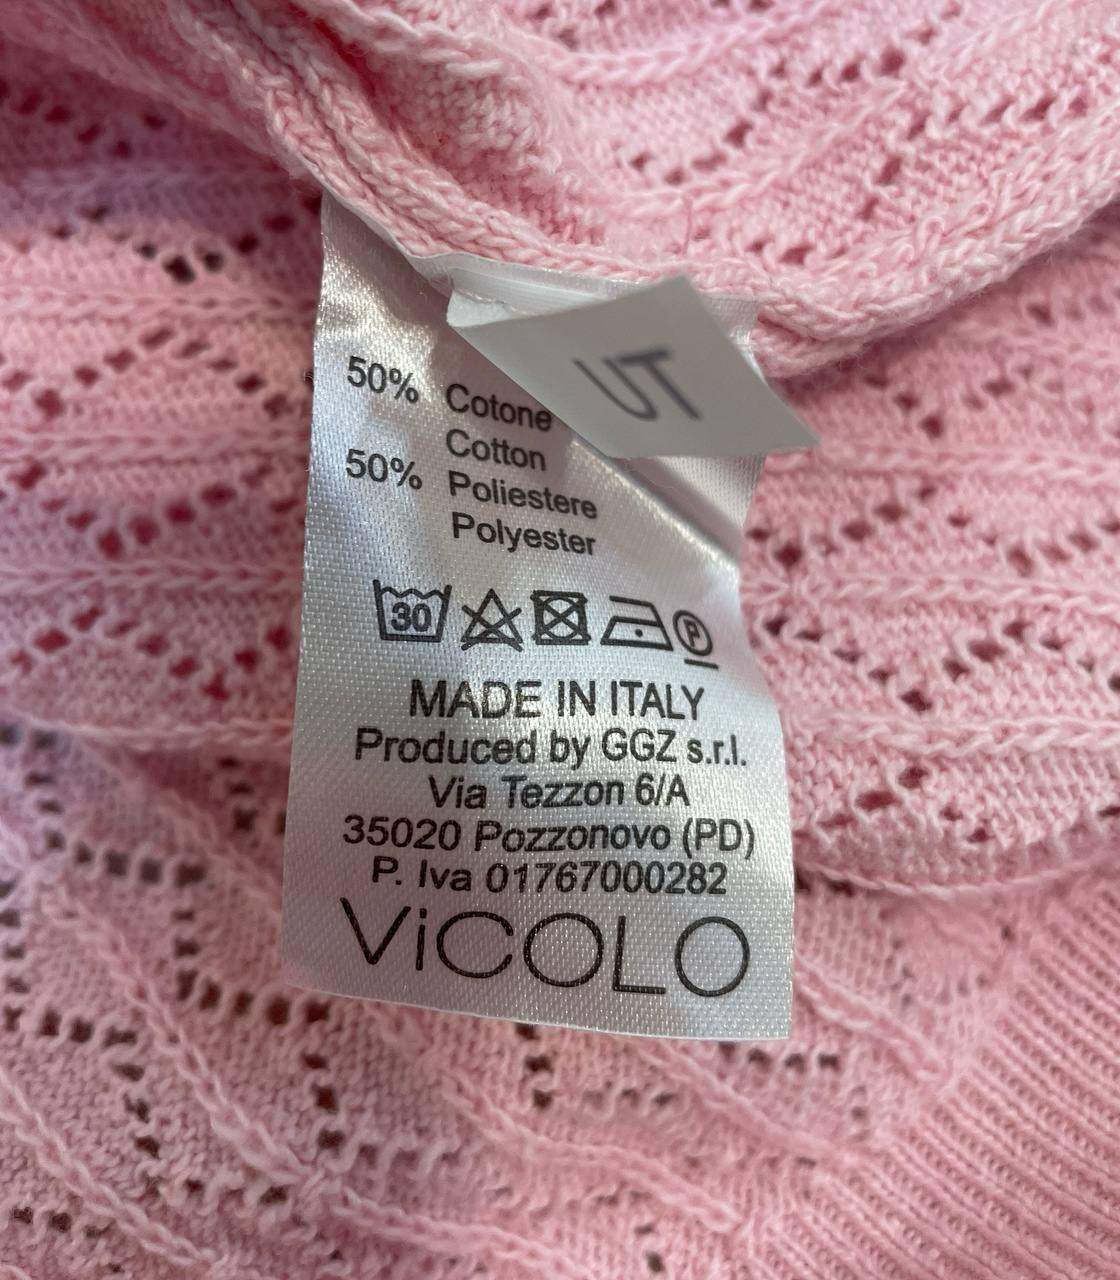 UT
50% Cotone
Cotton
50% Poliestere
Polyester
30 P
MADE IN ITALY
Produced by GGZ s.r.l.
Via Tezzon 6/A
35020 Pozzonovo (PD)
P. Iva 01767000282
ViCOLO